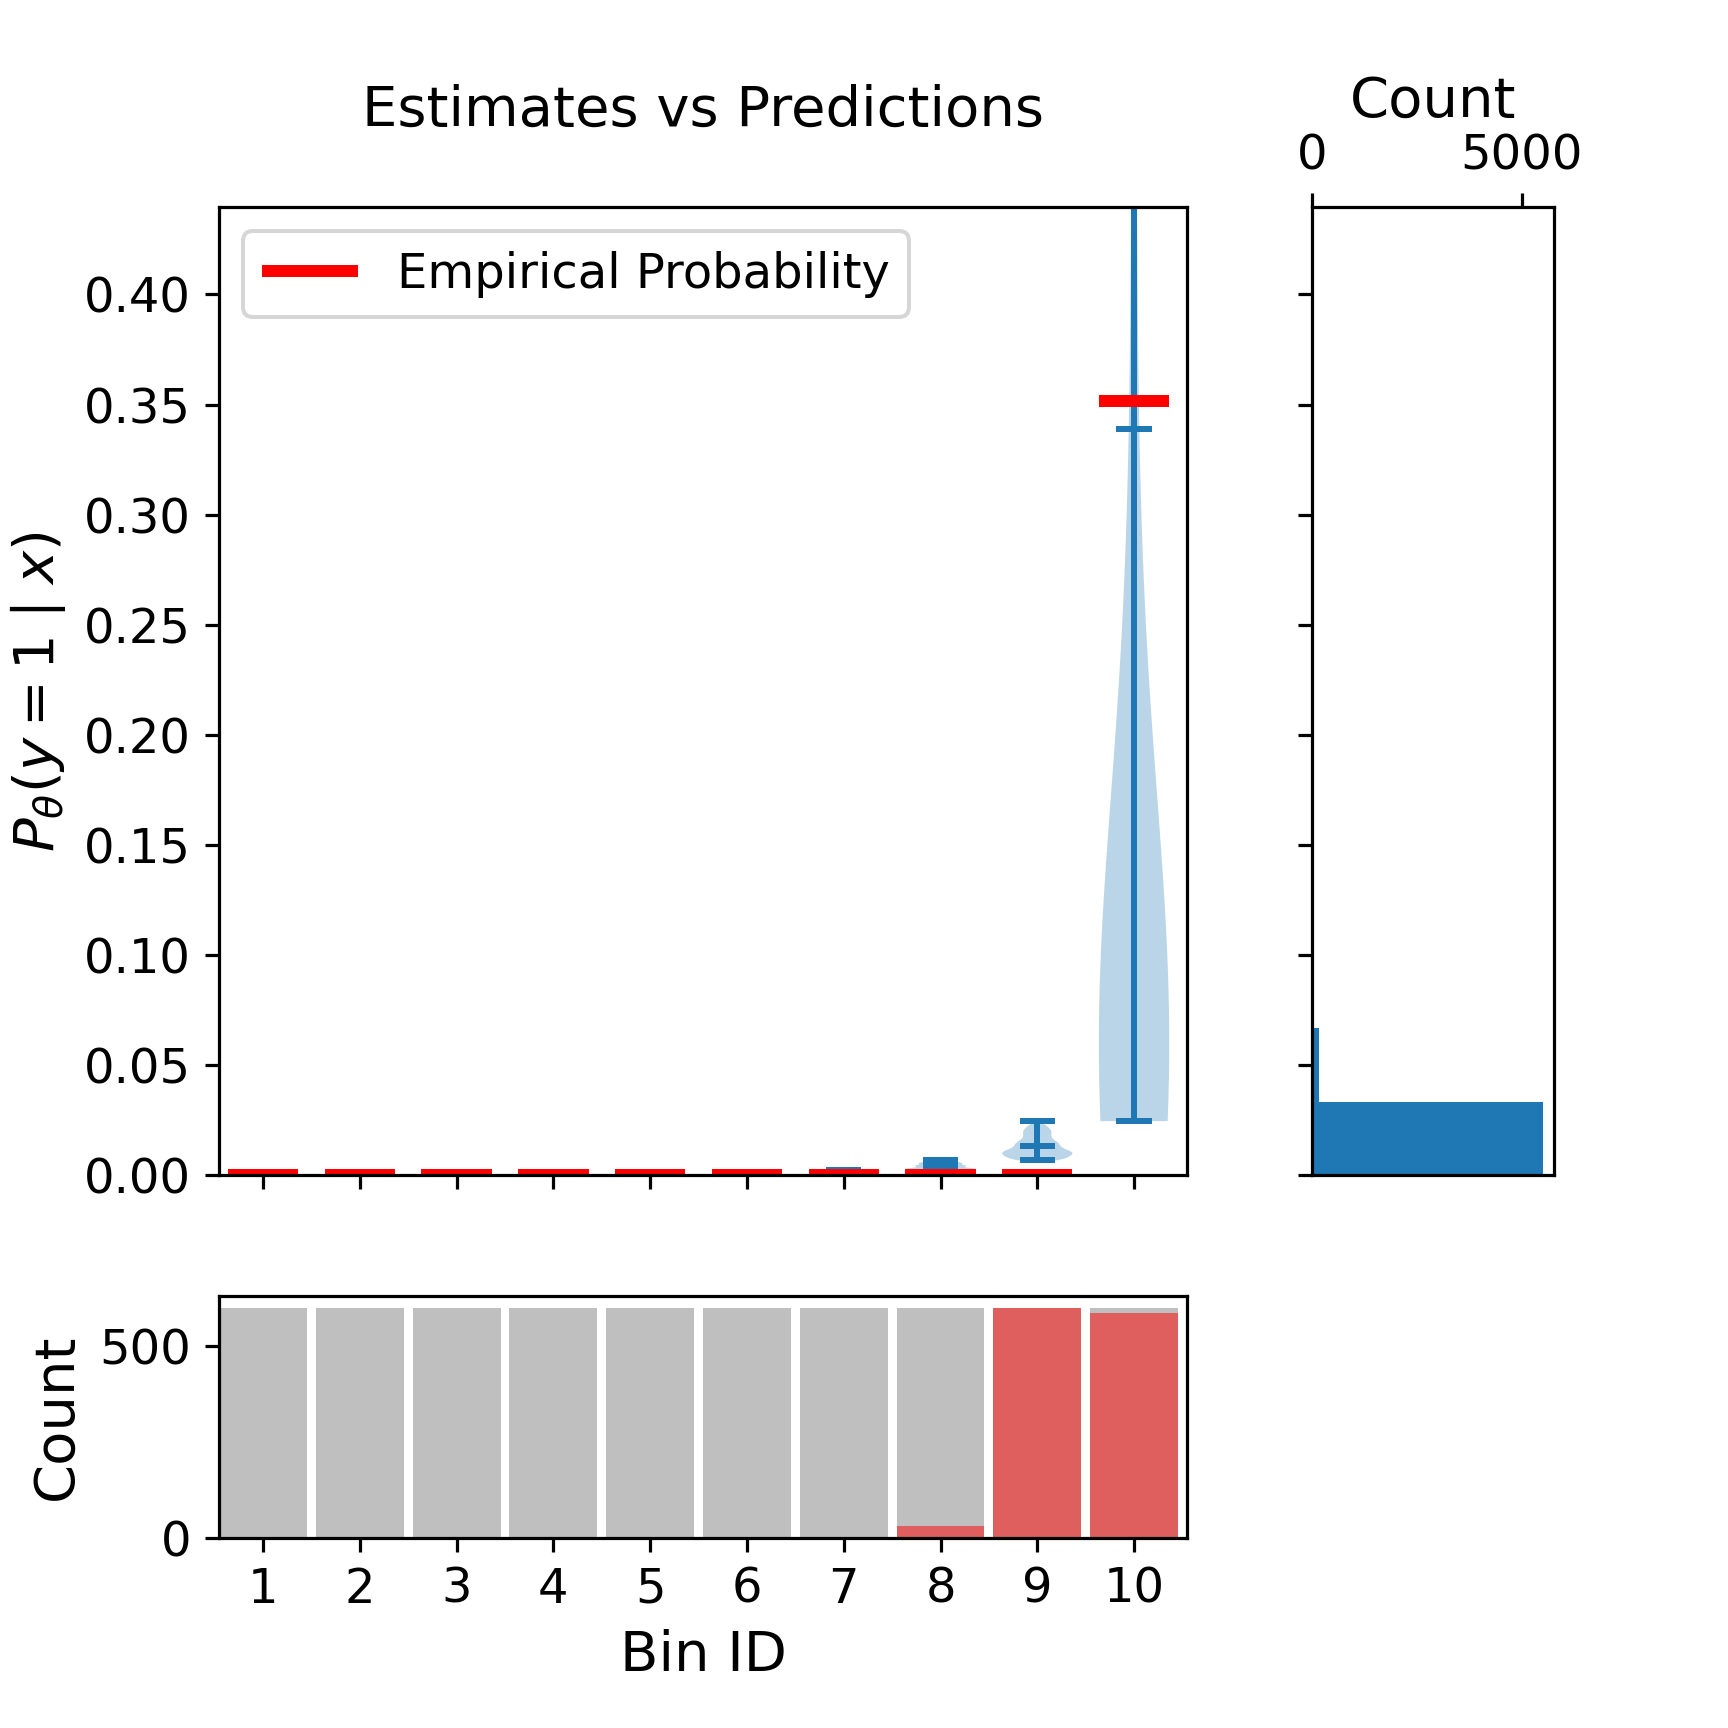 Estimates vs Predictions
Count
0 5000
Empirical Probability
0.40
0.35
0.30
0.25
0.20
0.15
0.10
0.05
0.00
P_θ(y = 1 | x)
500
0
Count
1 2 3 4 5 6 7 8 9 10
Bin ID